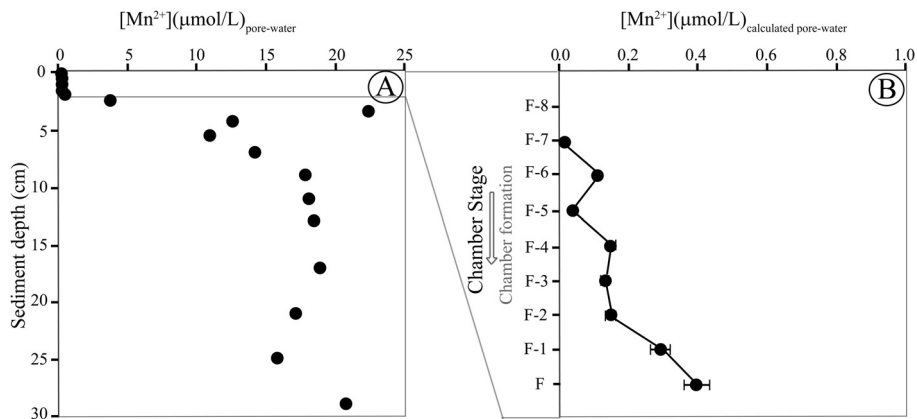 [Mn²⁺](μmol/L)pore-water
0 5 10 15 20 25
A
0
5
10
15
20
25
30
Sediment depth (cm)
[Mn²⁺](μmol/L)calculated pore-water
0.0 0.2 0.4 0.6 0.8 1.0
B
F-8
F-7
F-6
F-5
F-4
F-3
F-2
F-1
F
Chamber Stage
Chamber formation